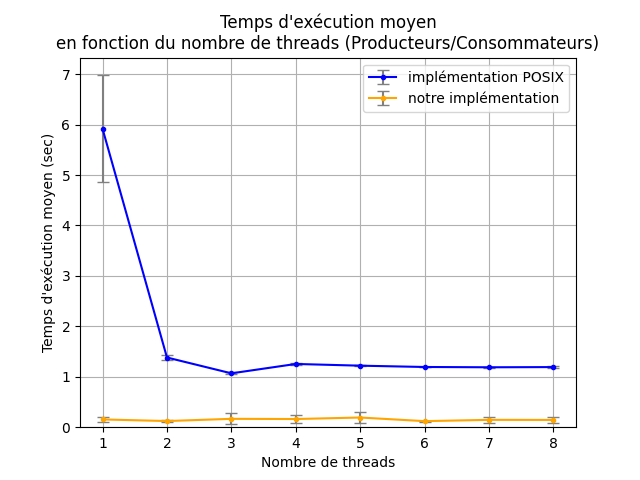 Temps d'exécution moyen
en fonction du nombre de threads (Producteurs/Consommateurs)
implémentation POSIX
notre implémentation
Temps d'exécution moyen (sec)
7
6
5
4
3
2
1
0
1 2 3 4 5 6 7 8
Nombre de threads